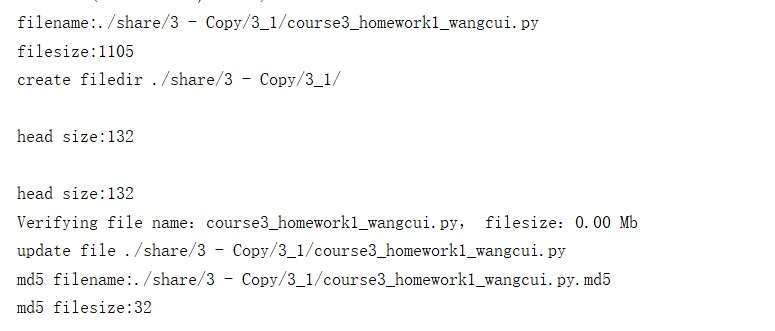 filename:./share/3 - Copy/3_1/course3_homework1_wangcui.py
filesize:1105
create filedir ./share/3 - Copy/3_1/
head size:132
head size:132
Verifying file name: course3_homework1_wangcui.py, filesize: 0.00 Mb
update file ./share/3 - Copy/3_1/course3_homework1_wangcui.py
md5 filename:./share/3 - Copy/3_1/course3_homework1_wangcui.py.md5
md5 filesize:32